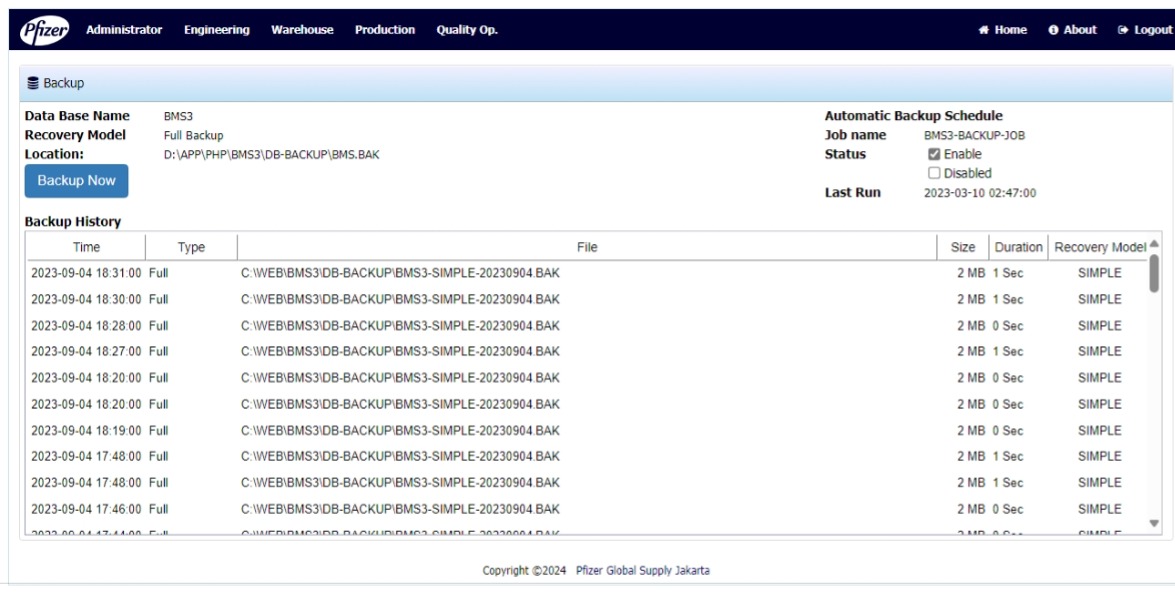 Pfizer Administrator Engineering Warehouse Production Quality Op. Home About Logout
Backup
Data Base Name BMS3 Automatic Backup Schedule
Recovery Model Full Backup Job name BMS3-BACKUP-JOB
Location: D:\APP\PHP\BMS3\DB-BACKUP\BMS.BAK Status Enable
Backup Now Disabled
Last Run 2023-03-10 02:47:00
Backup History
Time Type File Size Duration Recovery Model
2023-09-04 18:31:00 Full C:\WEB\BMS3\DB-BACKUP\BMS3-SIMPLE-20230904.BAK 2 MB 1 Sec SIMPLE
2023-09-04 18:30:00 Full C:\WEB\BMS3\DB-BACKUP\BMS3-SIMPLE-20230904.BAK 2 MB 1 Sec SIMPLE
2023-09-04 18:28:00 Full C:\WEB\BMS3\DB-BACKUP\BMS3-SIMPLE-20230904.BAK 2 MB 0 Sec SIMPLE
2023-09-04 18:27:00 Full C:\WEB\BMS3\DB-BACKUP\BMS3-SIMPLE-20230904.BAK 2 MB 1 Sec SIMPLE
2023-09-04 18:20:00 Full C:\WEB\BMS3\DB-BACKUP\BMS3-SIMPLE-20230904.BAK 2 MB 0 Sec SIMPLE
2023-09-04 18:20:00 Full C:\WEB\BMS3\DB-BACKUP\BMS3-SIMPLE-20230904.BAK 2 MB 0 Sec SIMPLE
2023-09-04 18:19:00 Full C:\WEB\BMS3\DB-BACKUP\BMS3-SIMPLE-20230904.BAK 2 MB 0 Sec SIMPLE
2023-09-04 17:48:00 Full C:\WEB\BMS3\DB-BACKUP\BMS3-SIMPLE-20230904.BAK 2 MB 1 Sec SIMPLE
2023-09-04 17:48:00 Full C:\WEB\BMS3\DB-BACKUP\BMS3-SIMPLE-20230904.BAK 2 MB 1 Sec SIMPLE
2023-09-04 17:46:00 Full C:\WEB\BMS3\DB-BACKUP\BMS3-SIMPLE-20230904.BAK 2 MB 0 Sec SIMPLE
Copyright ©2024 Pfizer Global Supply Jakarta